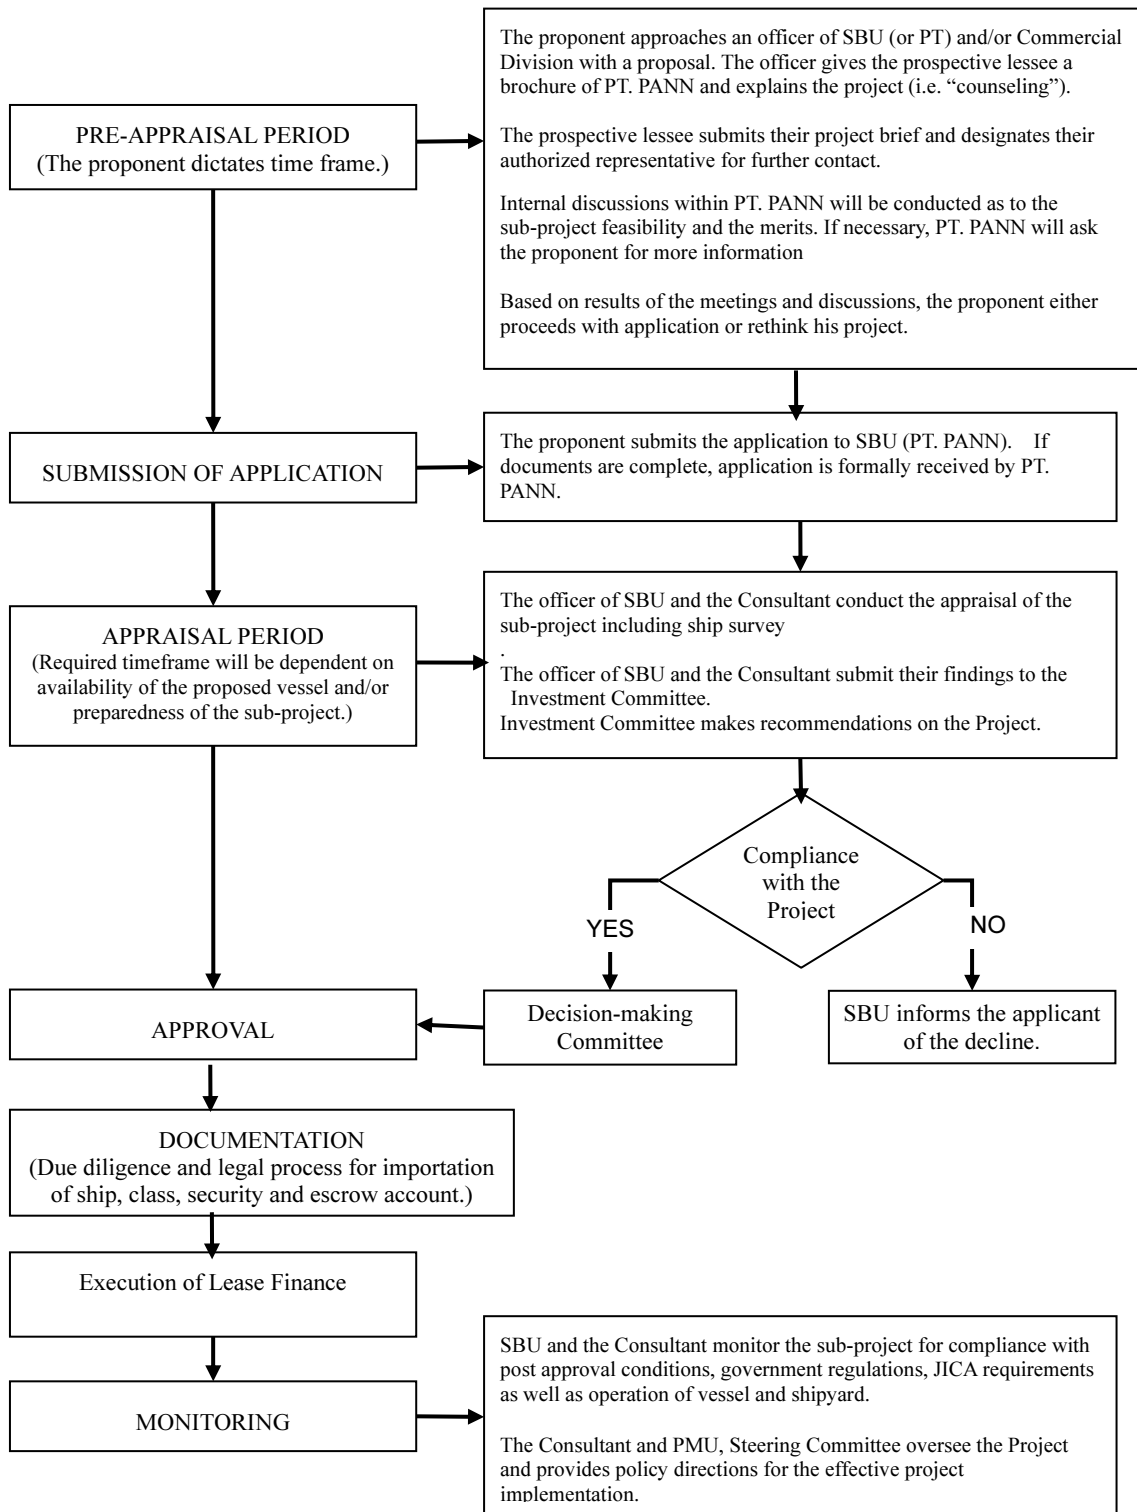 The proponent approaches an officer of SBU (or PT) and/or Commercial
Division with a proposal. The officer gives the prospective lessee a
brochure of PT. PANN and explains the project (i.e. “counseling”).
PRE-APPRAISAL PERIOD
(The proponent dictates time frame.)
The prospective lessee submits their project brief and designates their
authorized representative for further contact.
Internal discussions within PT. PANN will be conducted as to the
sub-project feasibility and the merits. If necessary, PT. PANN will ask
the proponent for more information
Based on results of the meetings and discussions, the proponent either
proceeds with application or rethink his project.
SUBMISSION OF APPLICATION
The proponent submits the application to SBU (PT. PANN). If
documents are complete, application is formally received by PT.
PANN.
APPRAISAL PERIOD
(Required timeframe will be dependent on
availability of the proposed vessel and/or
preparedness of the sub-project.)
The officer of SBU and the Consultant conduct the appraisal of the
sub-project including ship survey
.
The officer of SBU and the Consultant submit their findings to the
Investment Committee.
Investment Committee makes recommendations on the Project.
Compliance
with the
Project
YES
NO
APPROVAL
Decision-making
Committee
SBU informs the applicant
of the decline.
DOCUMENTATION
(Due diligence and legal process for importation
of ship, class, security and escrow account.)
Execution of Lease Finance
MONITORING
SBU and the Consultant monitor the sub-project for compliance with
post approval conditions, government regulations, JICA requirements
as well as operation of vessel and shipyard.
The Consultant and PMU, Steering Committee oversee the Project
and provides policy directions for the effective project
implementation.